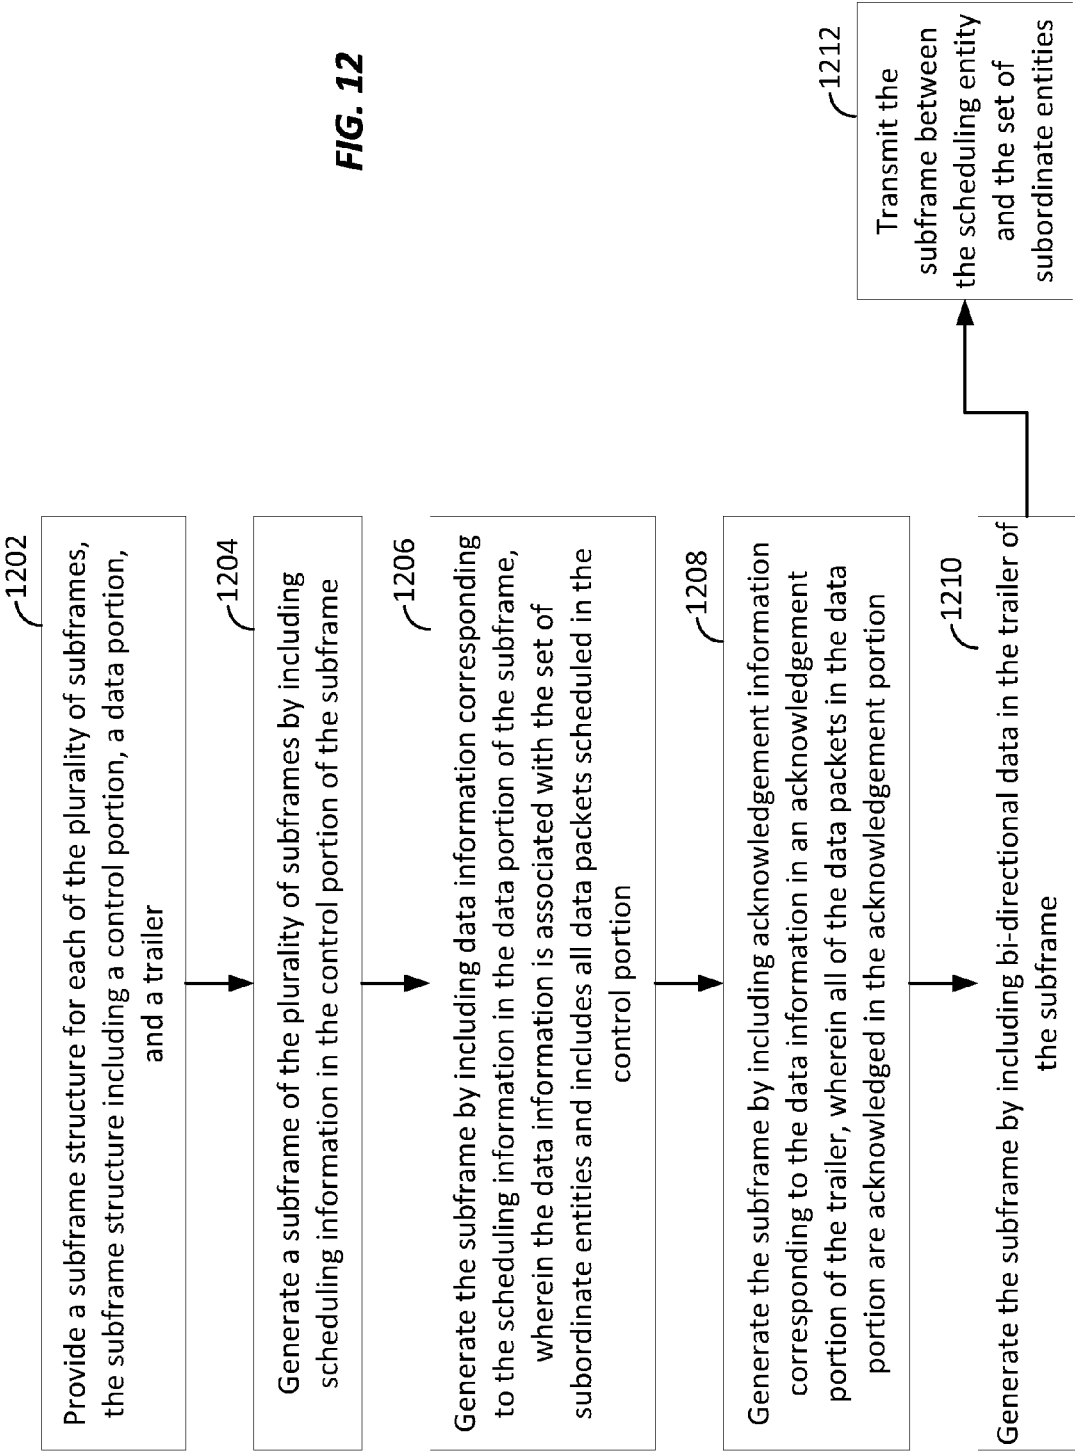 1202
Provide a subframe structure for each of the plurality of subframes,
the subframe structure including a control portion, a data portion,
and a trailer
1204
Generate a subframe of the plurality of subframes by including
scheduling information in the control portion of the subframe
1206
Generate the subframe by including data information corresponding
to the scheduling information in the data portion of the subframe,
wherein the data information is associated with the set of
subordinate entities and includes all data packets scheduled in the
control portion
1208
Generate the subframe by including acknowledgement information
corresponding to the data information in an acknowledgement
portion of the trailer, wherein all of the data packets in the data
portion are acknowledged in the acknowledgement portion
1210
Generate the subframe by including bi-directional data in the trailer of
the subframe
1212
Transmit the
subframe between
the scheduling entity
and the set of
subordinate entities
FIG. 12